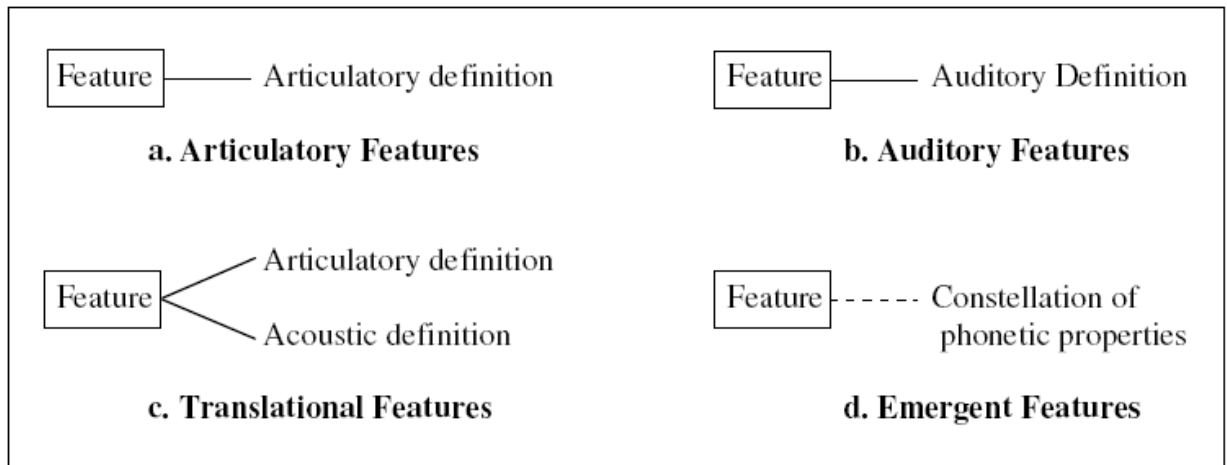 Feature Articulatory definition
a. Articulatory Features
Feature Auditory Definition
b. Auditory Features
Articulatory definition
Feature
Acoustic definition
c. Translational Features
Feature Constellation of
phonetic properties
d. Emergent Features